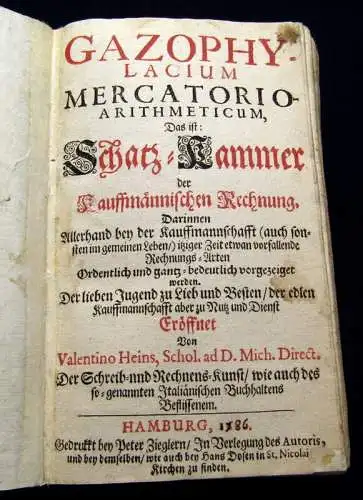 GAZOPHY-
LACIUM
MERCATORIO-
ARITHMETICUM,
Das ist:
Schatz-Kammer
der
Kauffmännischen Rechnung.
Darinnen
Allerhand bey der Kauffmannschafft (auch son-
sten im gemeinen Leben/) itziger Zeit etwan vorfallende
Rechnungs-Arten
Ordentlich und gantz-bedeutlich vorgezeiget
werden.
Der lieben Jugend zu Lieb und Besten/ der edlen
Kauffmannschafft aber zu Nutz und Dienst
Eröffnet
Von
Valentino Heins, Schol. ad D. Mich. Direct.
Der Schreib-und Rechnens-Kunst/ wie auch des
so-genannten Italiänischen Buchhaltens
Beflissenem.
HAMBURG, 1886.
Gedrukkt bey Peter Zieglern/ In Verlegung des Autoris,
und bey demselben/ wie auch bey Hans Dosen in St. Nicolai
Kirchen zu finden.